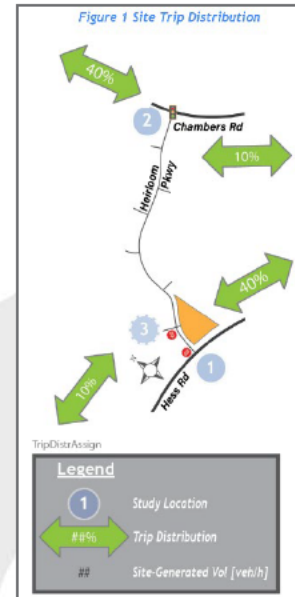 Figure 1 Site Trip Distribution
40%
2
Chambers Rd
10%
Heirloom
Pkwy
40%
3
1
10%
Hess Rd
TripDistrAssign
Legend
1
Study Location
##%
Trip Distribution
##
Site-Generated Vol [veh/h]